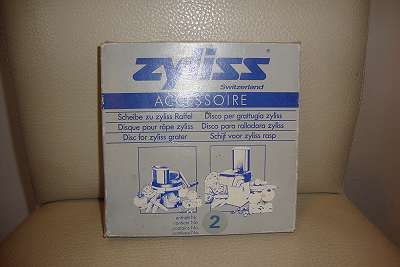 zyliss ®
Switzerland
ACCESSOIRE
Scheibe zu zyliss Raffel
Disco per grattugia zyliss
Disque pour râpe zyliss
Disco para ralladora zyliss
Disc for zyliss grater
Schijf voor zyliss rasp
2